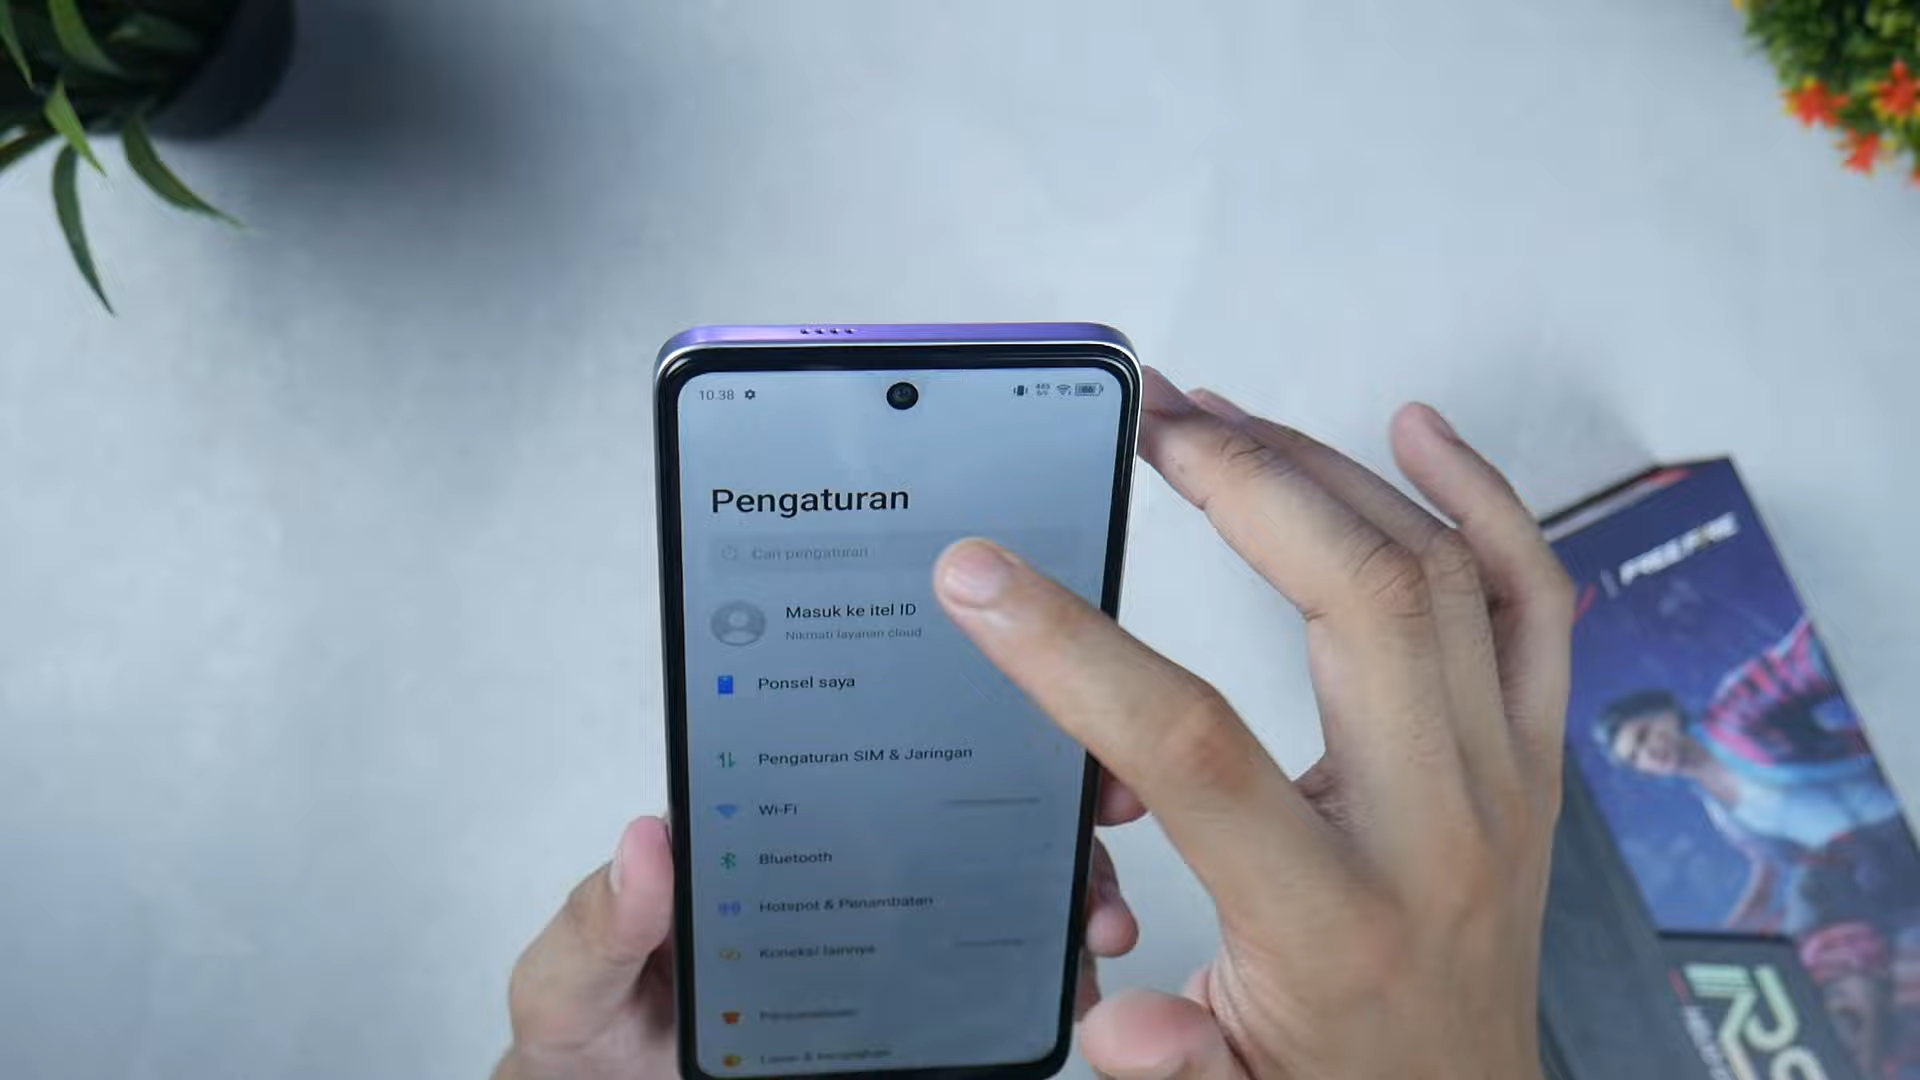 10.38
Pengaturan
Cari pengaturan
Masuk ke itel ID
Nikmati layanan cloud
Ponsel saya
Pengaturan SIM & Jaringan
Wi-Fi
Bluetooth
Hotspot & Penambatan
Koneksi lainnya
FREE FIRE
RS